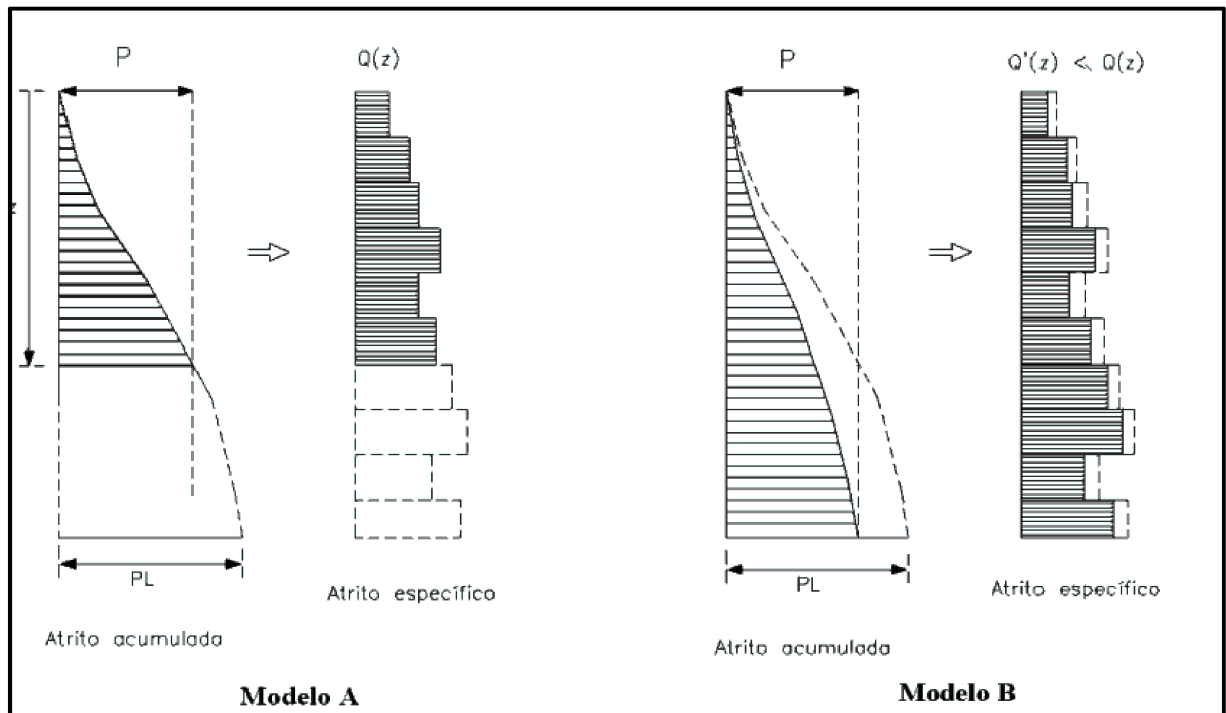 P
Q(z)
z
PL
Atrito específico
Atrito acumulada
Modelo A
P
Q'(z) << Q(z)
PL
Atrito específico
Atrito acumulada
Modelo B